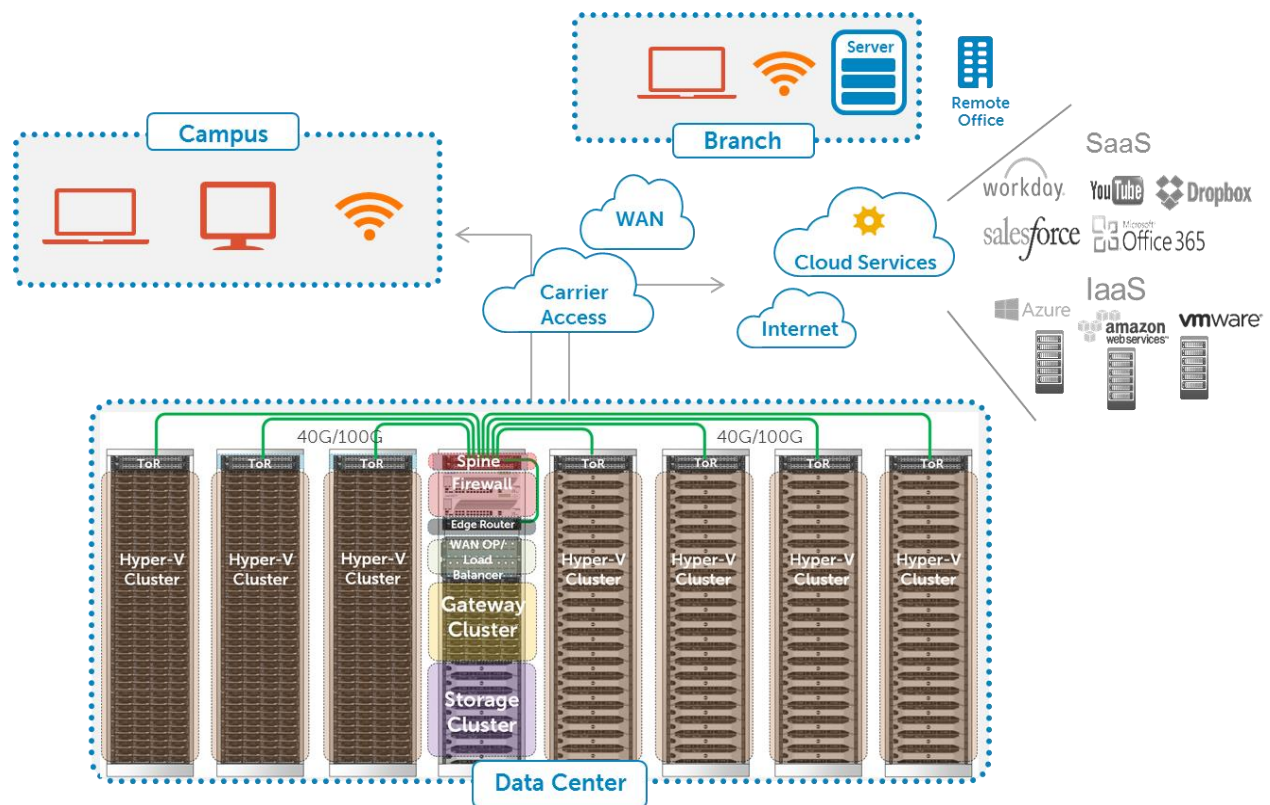 Server
Remote
Office
Branch
Campus
SaaS
workday.
YouTube
Dropbox
salesforce
Microsoft
Office 365
WAN
Cloud Services
Carrier
Access
Internet
IaaS
Azure
amazon
webservices™
vmware®
40G/100G
40G/100G
ToR
ToR
ToR
Spine
ToR
ToR
ToR
ToR
Firewall
Edge Router
WAN OP/
Load
Balancer
Hyper-V
Cluster
Hyper-V
Cluster
Hyper-V
Cluster
Hyper-V
Cluster
Hyper-V
Cluster
Hyper-V
Cluster
Hyper-V
Cluster
Gateway
Cluster
Storage
Cluster
Data Center